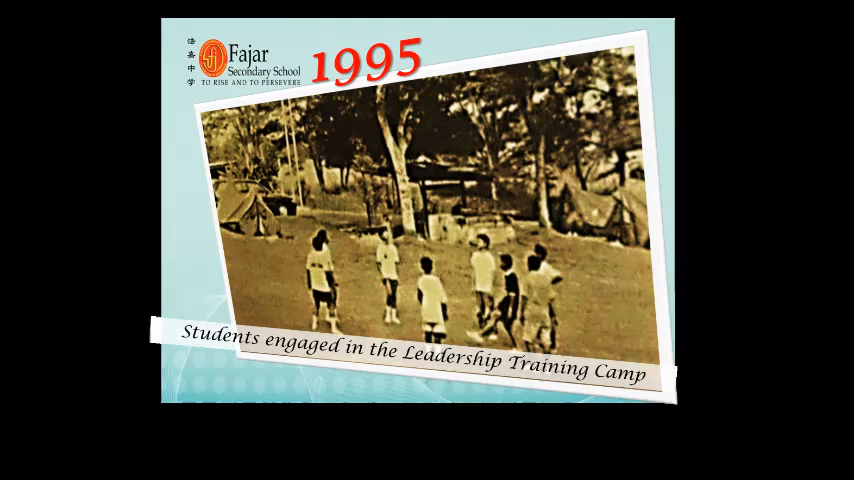 Fajar
Secondary School
TO RISE AND TO PERSEVERE
1995
Students engaged in the Leadership Training Camp